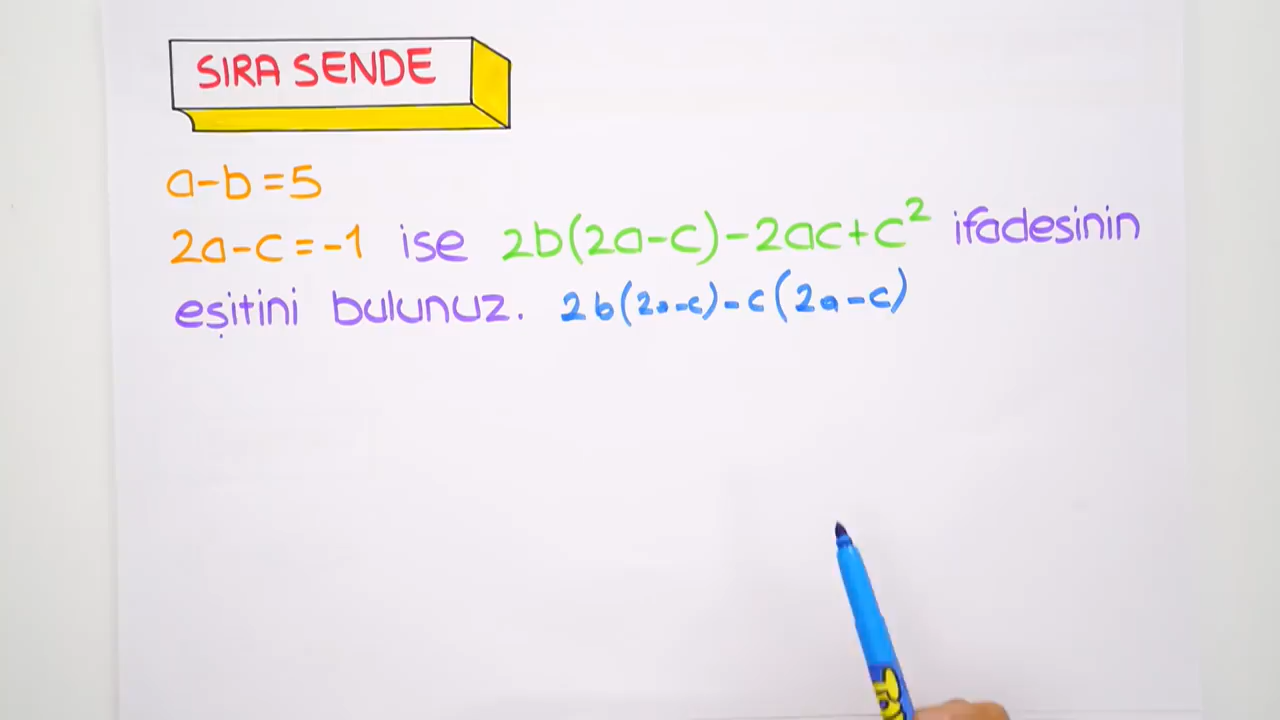 SIRA SENDE
a-b=5
2a-c=-1 ise 2b(2a-c)-2ac+c² ifadesinin
eşitini bulunuz. 2b(2a-c)-c(2a-c)